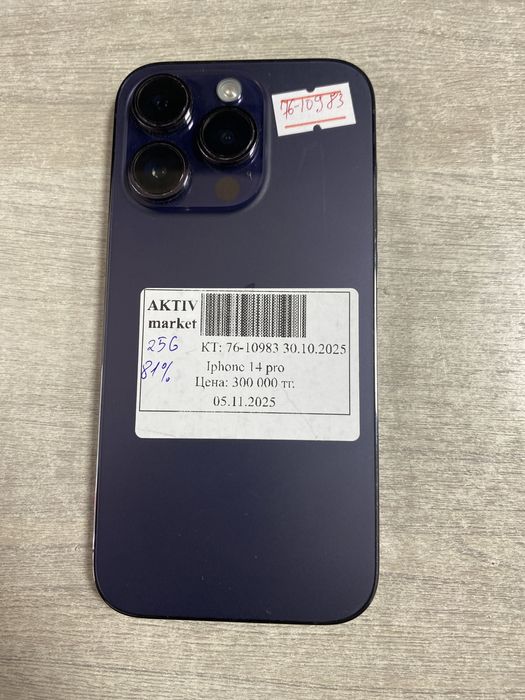 76-10983
AKTIV
market
25G
81%
КТ: 76-10983 30.10.2025
Iphone 14 pro
Цена: 300 000 тг.
05.11.2025